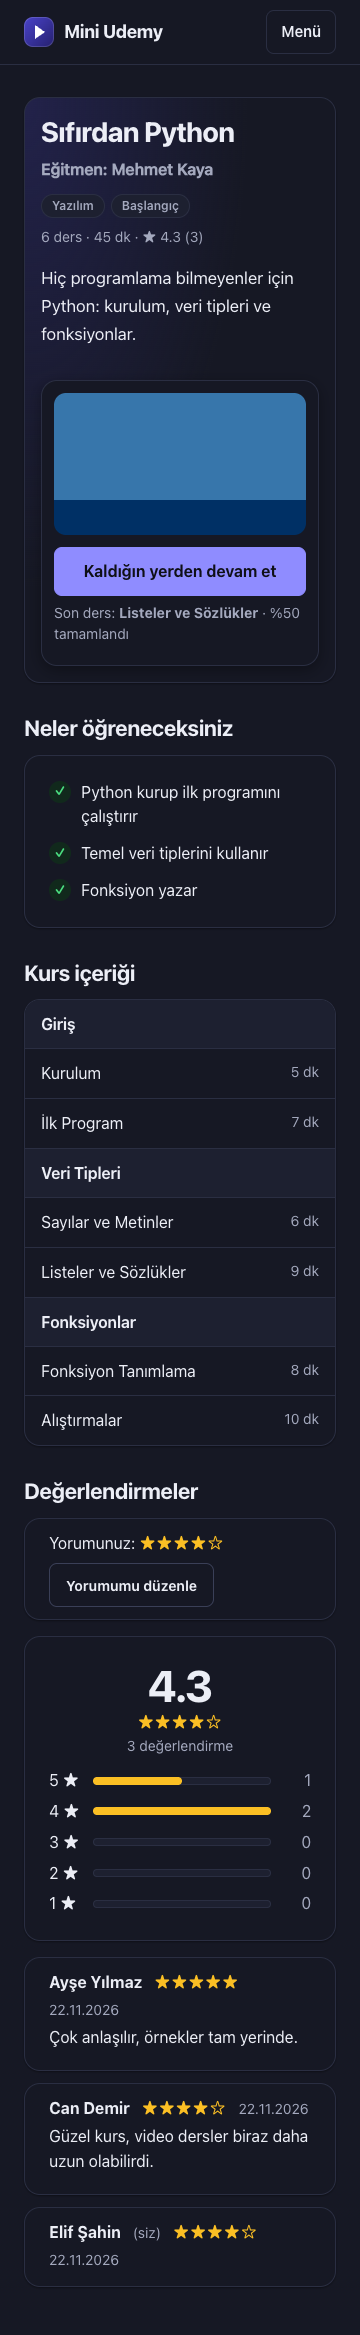 Mini Udemy
Menü
Sıfırdan Python
Eğitmen: Mehmet Kaya
Yazılım
Başlangıç
6 ders · 45 dk · ★ 4.3 (3)
Hiç programlama bilmeyenler için
Python: kurulum, veri tipleri ve
fonksiyonlar.
Kaldığın yerden devam et
Son ders: Listeler ve Sözlükler · %50
tamamlandı
Neler öğreneceksiniz
Python kurup ilk programını
çalıştırır
Temel veri tiplerini kullanır
Fonksiyon yazar
Kurs içeriği
Giriş
Kurulum 5 dk
İlk Program 7 dk
Veri Tipleri
Sayılar ve Metinler 6 dk
Listeler ve Sözlükler 9 dk
Fonksiyonlar
Fonksiyon Tanımlama 8 dk
Alıştırmalar 10 dk
Değerlendirmeler
Yorumunuz: ★★★★☆
Yorumumu düzenle
4.3
★★★★☆
3 değerlendirme
5 ★ 1
4 ★ 2
3 ★ 0
2 ★ 0
1 ★ 0
Ayşe Yılmaz ★★★★★
22.11.2026
Çok anlaşılır, örnekler tam yerinde.
Can Demir ★★★★☆ 22.11.2026
Güzel kurs, video dersler biraz daha
uzun olabilirdi.
Elif Şahin (siz) ★★★★☆
22.11.2026